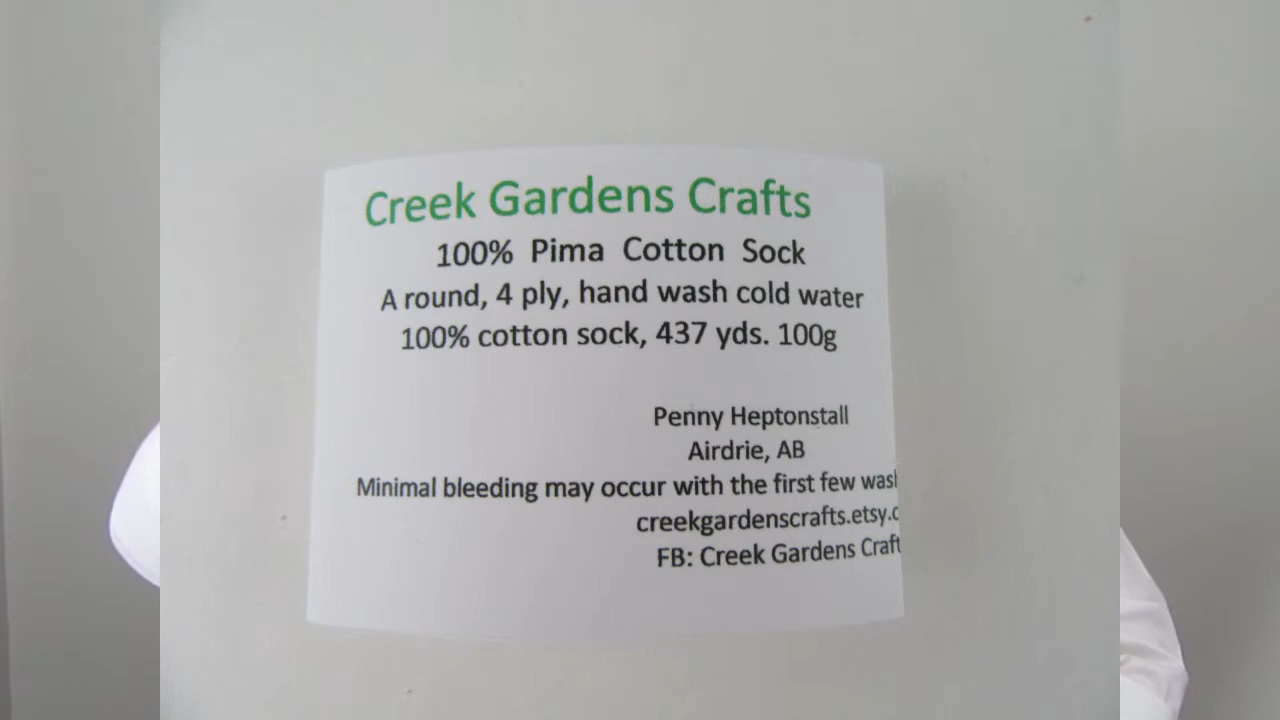 Creek Gardens Crafts
100% Pima Cotton Sock
A round, 4 ply, hand wash cold water
100% cotton sock, 437 yds. 100g
Penny Heptonstall
Airdrie, AB
Minimal bleeding may occur with the first few
creekgardenscrafts.etsy.
FB: Creek Gardens Craft